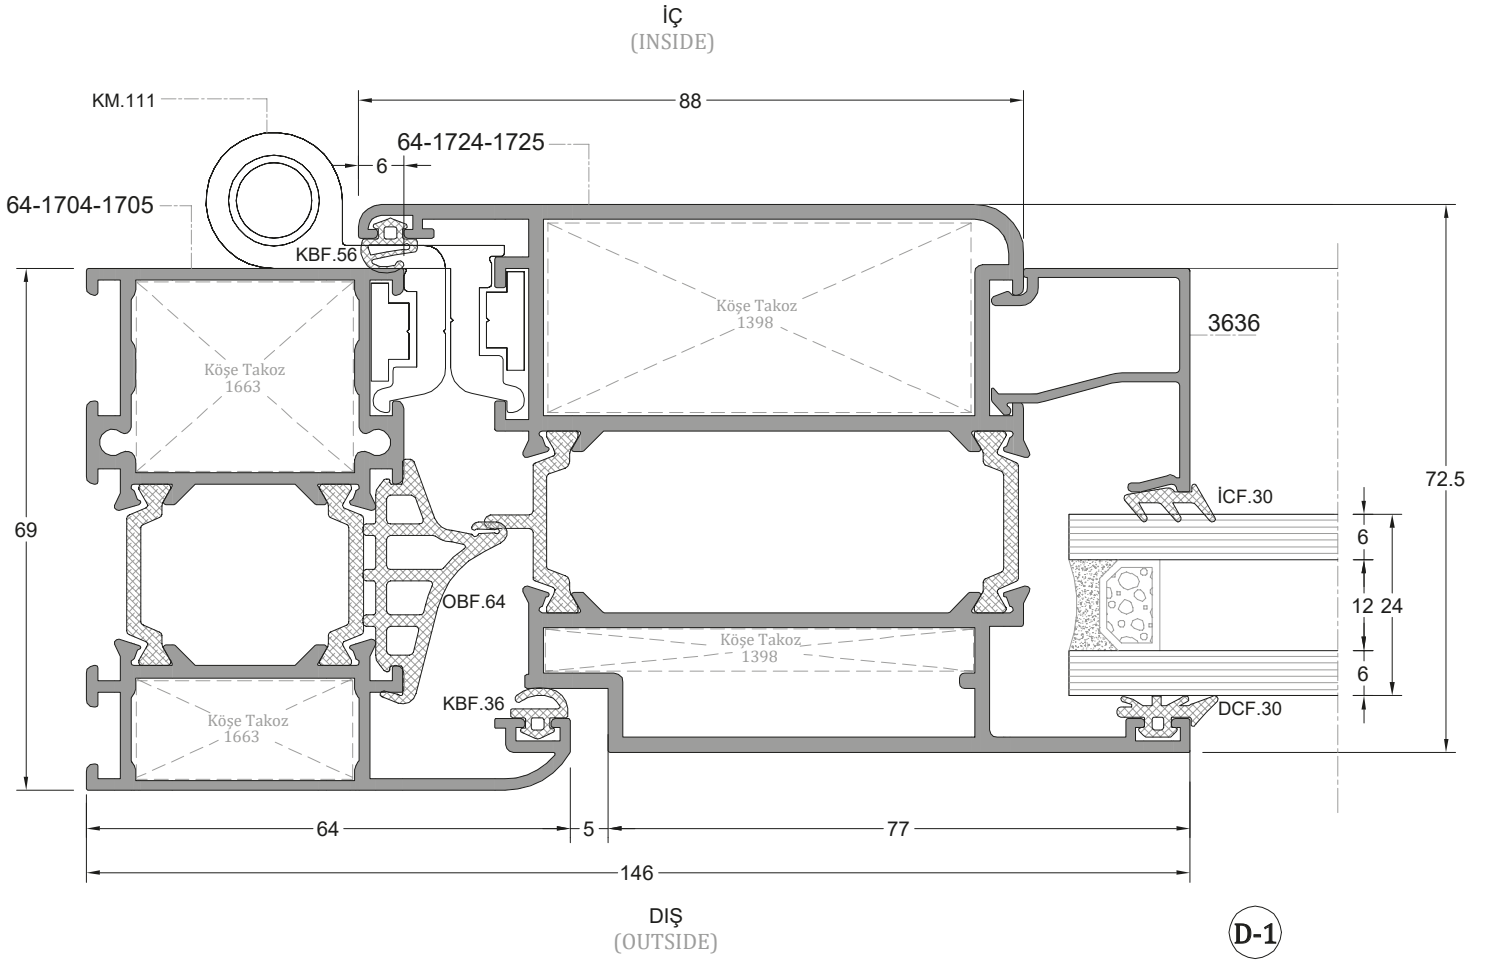 İÇ
(INSIDE)
KM.111
88
64-1724-1725
6
64-1704-1705
KBF.56
Köşe Takoz
1398
3636
Köşe Takoz
1663
72.5
İCF.30
69
6
OBF.64
12
24
Köşe Takoz
1398
6
KBF.36
DCF.30
Köşe Takoz
1663
64
5
77
146
DIŞ
(OUTSIDE)
D-1